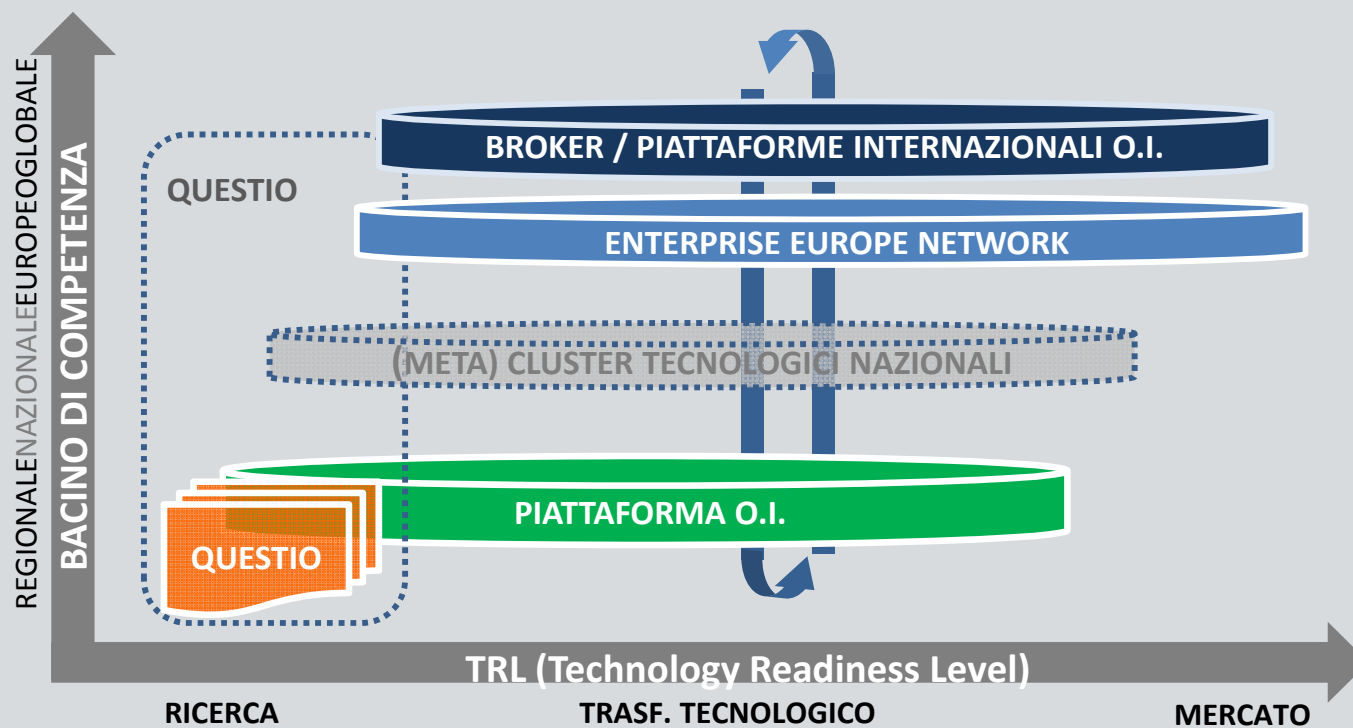 BROKER / PIATTAFORME INTERNAZIONALI O.I.
QUESTIO
ENTERPRISE EUROPE NETWORK
(META) CLUSTER TECNOLOGICI NAZIONALI
PIATTAFORMA O.I.
QUESTIO
REGIONALENAZIONALEEUROPEOGLOBALE
BACINO DI COMPETENZA
TRL (Technology Readiness Level)
RICERCA TRASF. TECNOLOGICO MERCATO